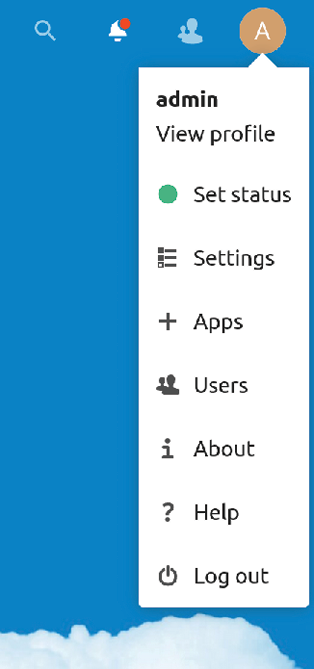 A
admin
View profile
Set status
Settings
Apps
Users
About
Help
Log out